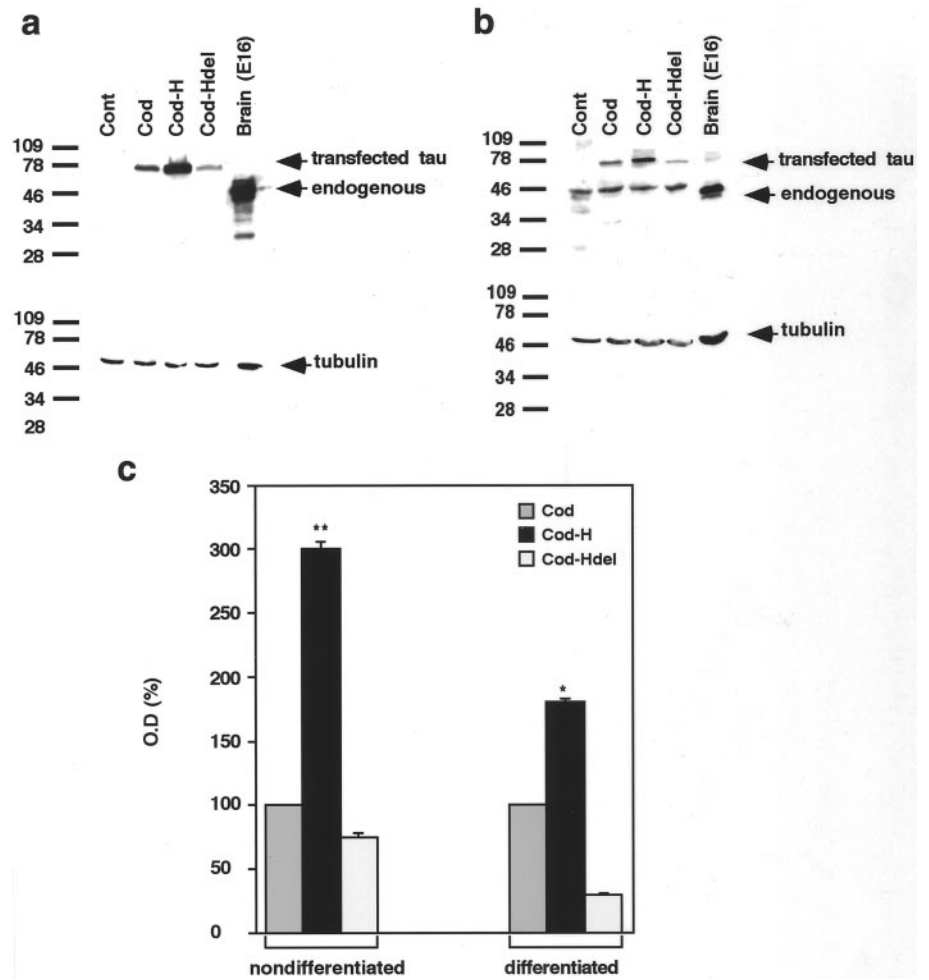 a
Cont
Cod
Cod-H
Cod-Hdel
Brain (E16)
109
78
46
34
28
transfected tau
endogenous
109
78
46
34
28
tubulin
b
Cont
Cod
Cod-H
Cod-Hdel
Brain (E16)
109
78
46
34
28
transfected tau
endogenous
109
78
46
34
28
tubulin
c
350
300
250
200
150
100
50
0
O.D (%)
**
*
Cod
Cod-H
Cod-Hdel
nondifferentiated
differentiated